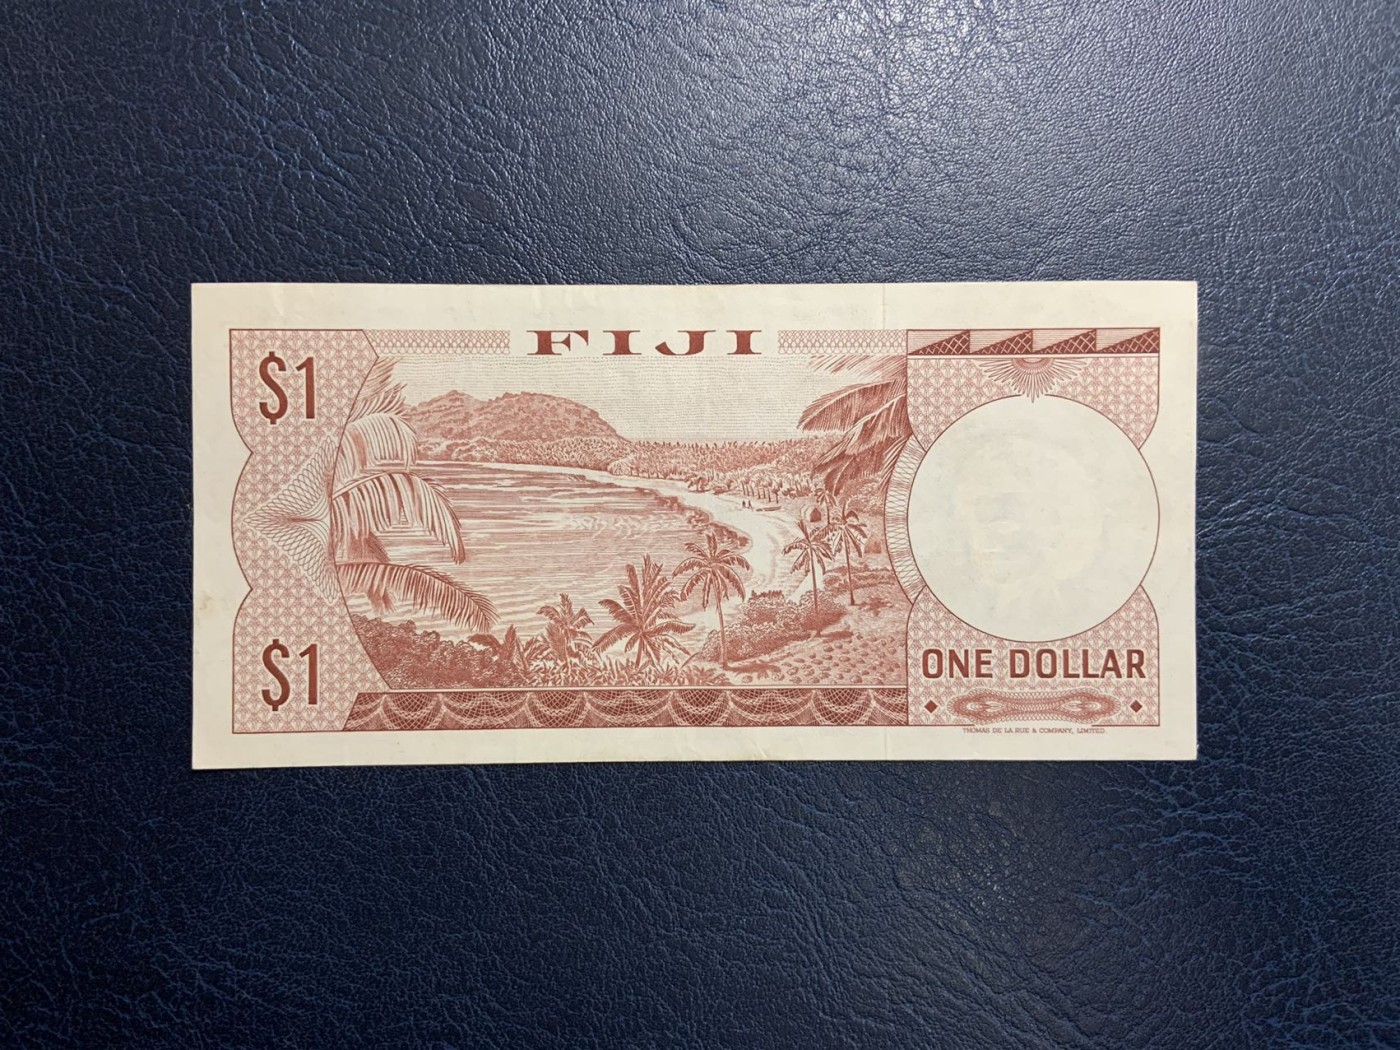 FIJI
$1
$1
ONE DOLLAR
THOMAS DE LA RUE & COMPANY, LIMITED.